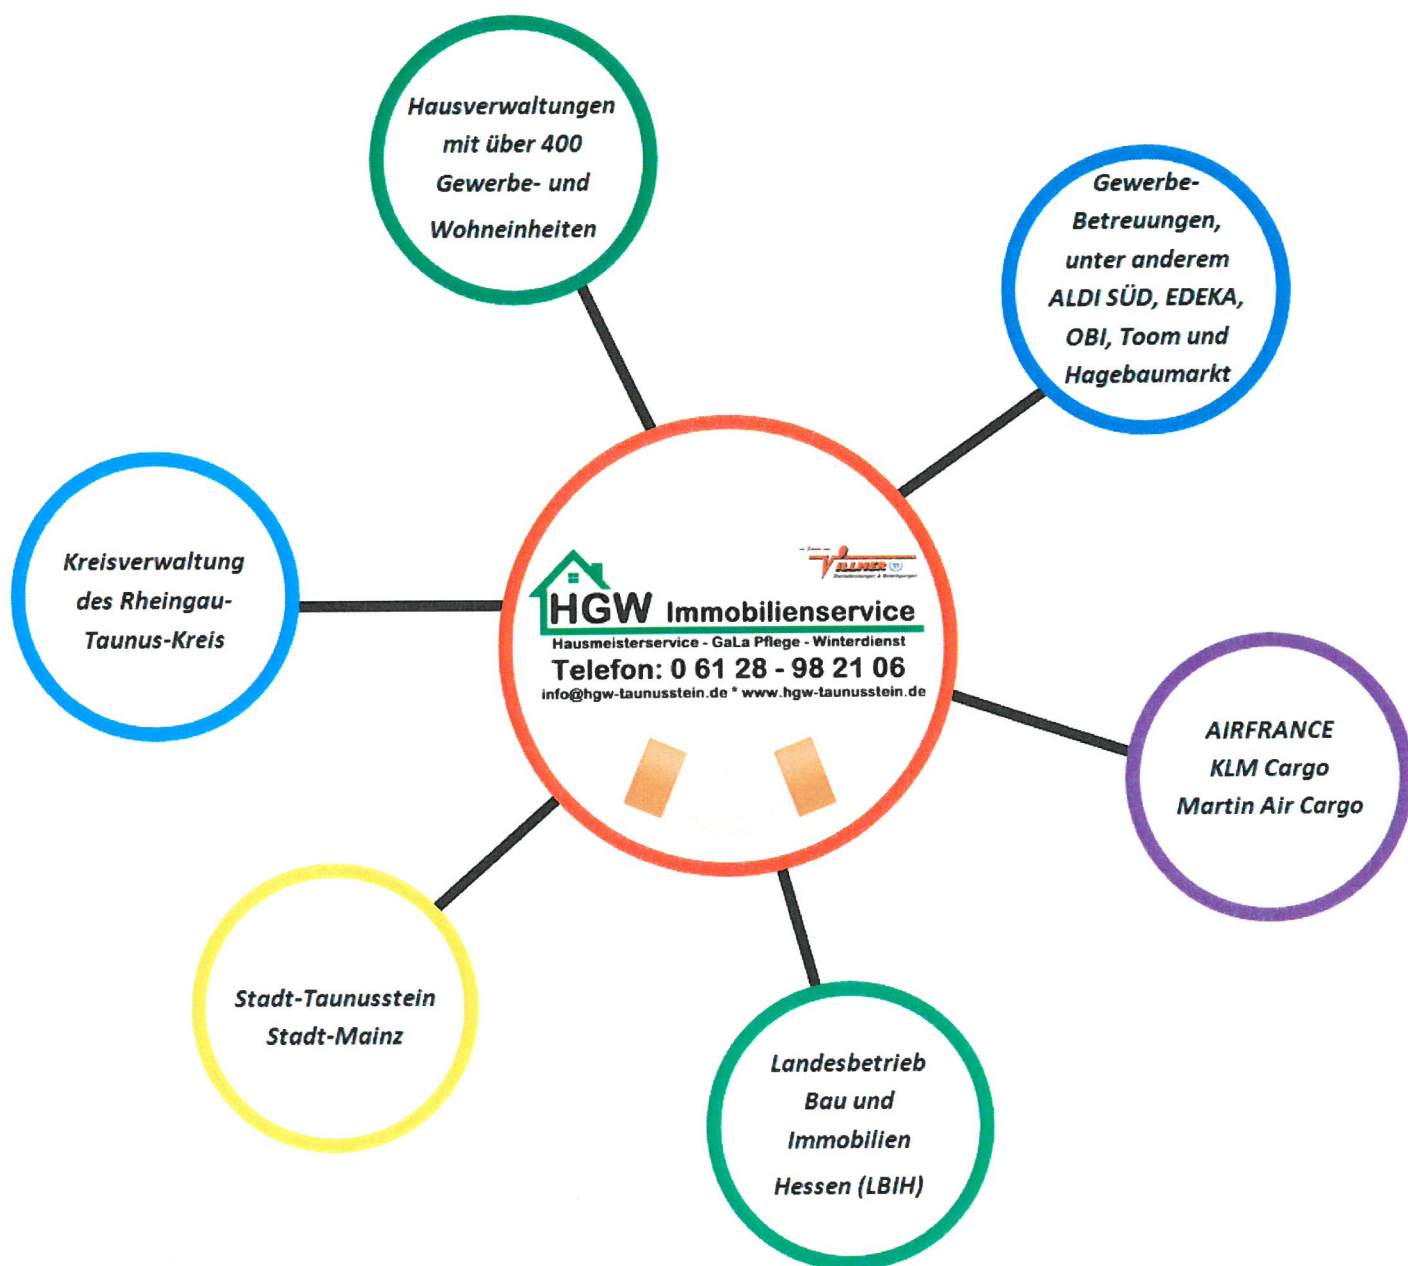 Hausverwaltungen
mit über 400
Gewerbe- und
Wohneinheiten
Gewerbe-
Betreuungen,
unter anderem
ALDI SÜD, EDEKA,
OBI, Toom und
Hagebaumarkt
Kreisverwaltung
des Rheingau-
Taunus-Kreis
VILLMER
Dienstleistungen & Beteiligungen
HGW Immobilienservice
Hausmeisterservice - GaLa Pflege - Winterdienst
Telefon: 0 61 28 - 98 21 06
info@hgw-taunusstein.de * www.hgw-taunusstein.de
AIRFRANCE
KLM Cargo
Martin Air Cargo
Stadt-Taunusstein
Stadt-Mainz
Landesbetrieb
Bau und
Immobilien
Hessen (LBIH)